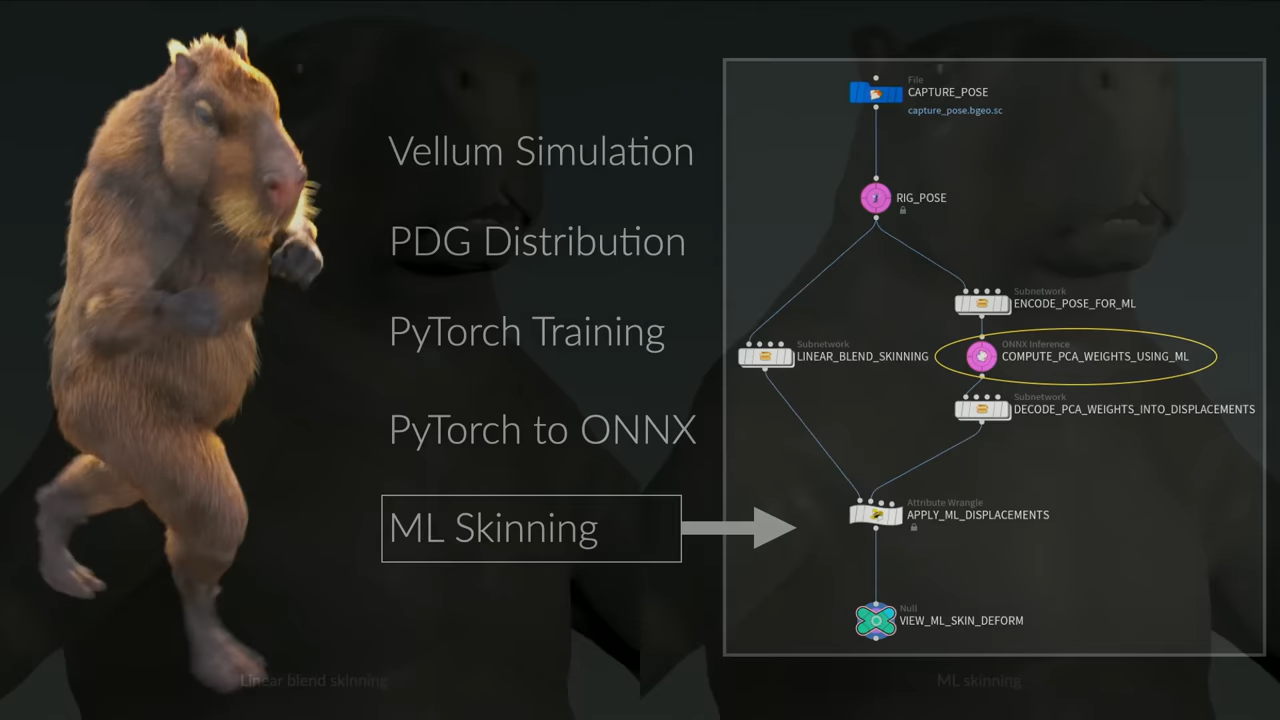 Vellum Simulation
PDG Distribution
PyTorch Training
PyTorch to ONNX
ML Skinning
File
CAPTURE_POSE
capture_pose.bgeo.sc
RIG_POSE
Subnetwork
ENCODE_POSE_FOR_ML
Subnetwork
LINEAR_BLEND_SKINNING
ONNX Inference
COMPUTE_PCA_WEIGHTS_USING_ML
Subnetwork
DECODE_PCA_WEIGHTS_INTO_DISPLACEMENTS
Attribute Wrangle
APPLY_ML_DISPLACEMENTS
Null
VIEW_ML_SKIN_DEFORM
Linear blend skinning
ML skinning